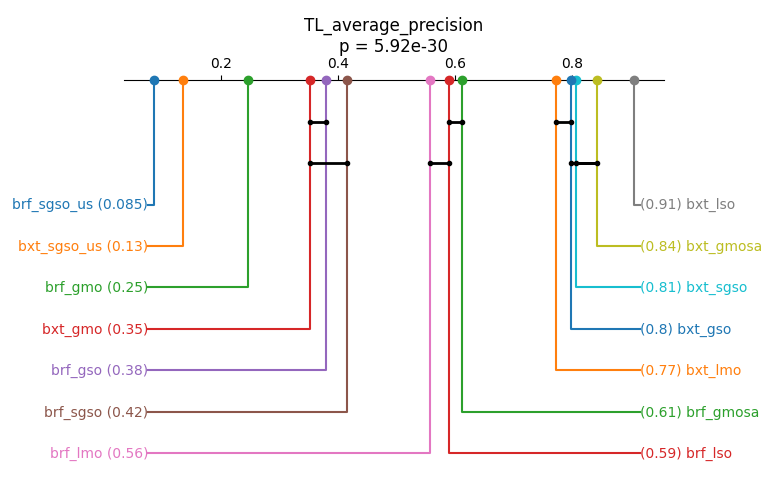 TL_average_precision
p = 5.92e-30
0.2 0.4 0.6 0.8
brf_sgso_us (0.085) (0.91) bxt_lso
bxt_sgso_us (0.13) (0.84) bxt_gmosa
brf_gmo (0.25) (0.81) bxt_sgso
bxt_gmo (0.35) (0.8) bxt_gso
brf_gso (0.38) (0.77) bxt_lmo
brf_sgso (0.42) (0.61) brf_gmosa
brf_lmo (0.56) (0.59) brf_lso